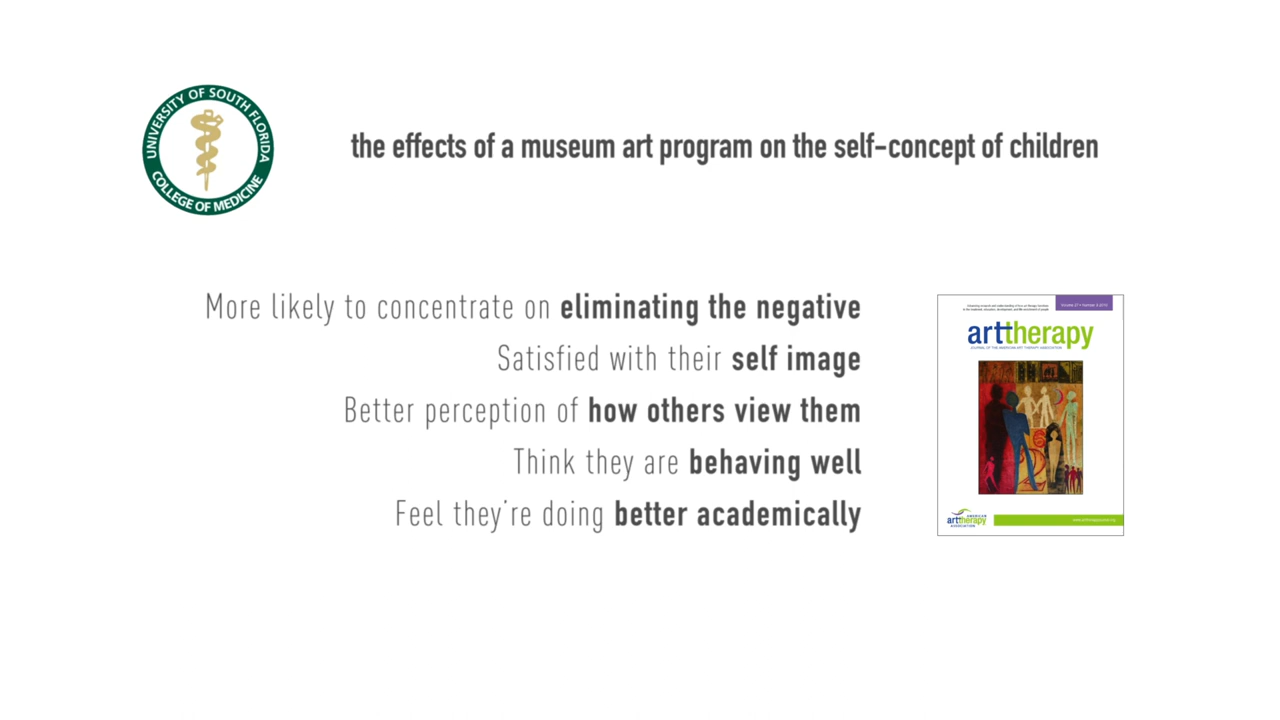 UNIVERSITY OF SOUTH FLORIDA
COLLEGE OF MEDICINE
the effects of a museum art program on the self-concept of children
More likely to concentrate on eliminating the negative
Satisfied with their self image
Better perception of how others view them
Think they are behaving well
Feel they're doing better academically
arttherapy
JOURNAL OF THE AMERICAN ART THERAPY ASSOCIATION
AMERICAN
arttherapy
ASSOCIATION